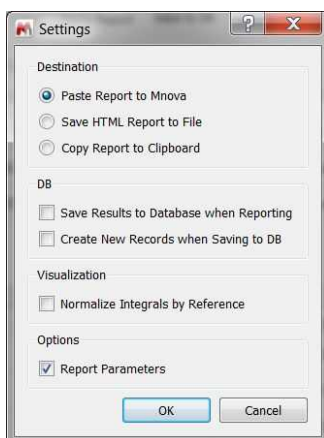 Settings
Destination
Paste Report to Mnova
Save HTML Report to File
Copy Report to Clipboard
DB
Save Results to Database when Reporting
Create New Records when Saving to DB
Visualization
Normalize Integrals by Reference
Options
Report Parameters
OK Cancel